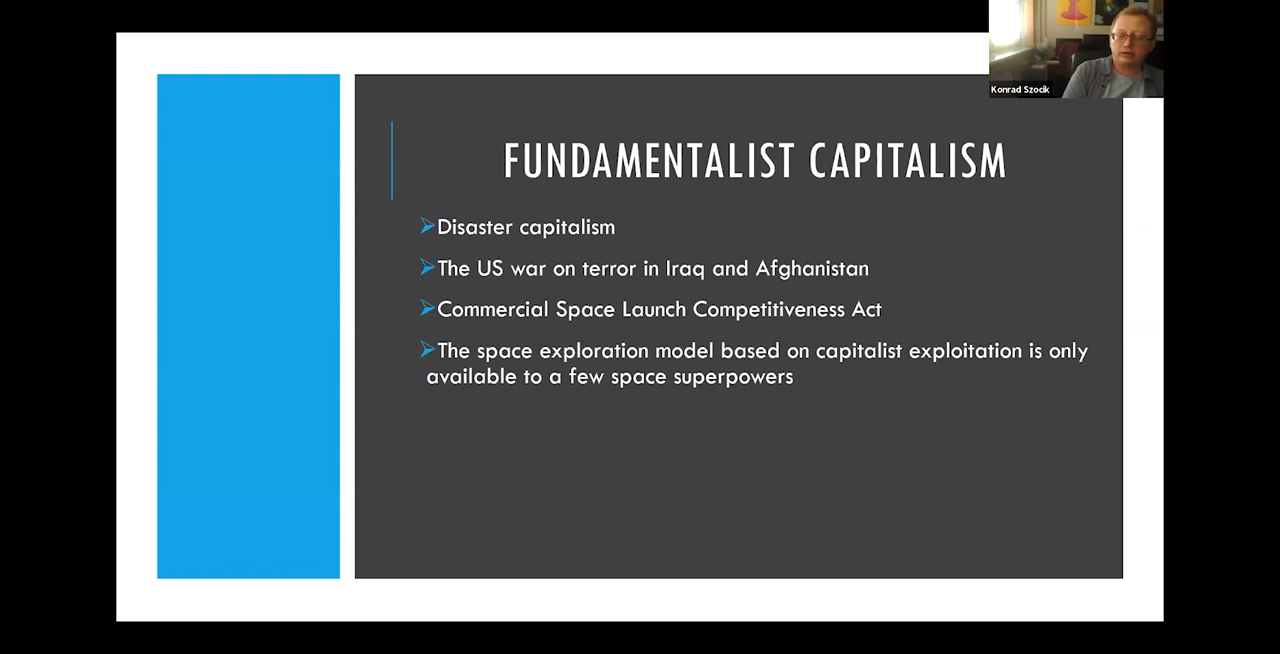 Konrad Szocik
FUNDAMENTALIST CAPITALISM
➢Disaster capitalism
➢The US war on terror in Iraq and Afghanistan
➢Commercial Space Launch Competitiveness Act
➢The space exploration model based on capitalist exploitation is only
available to a few space superpowers